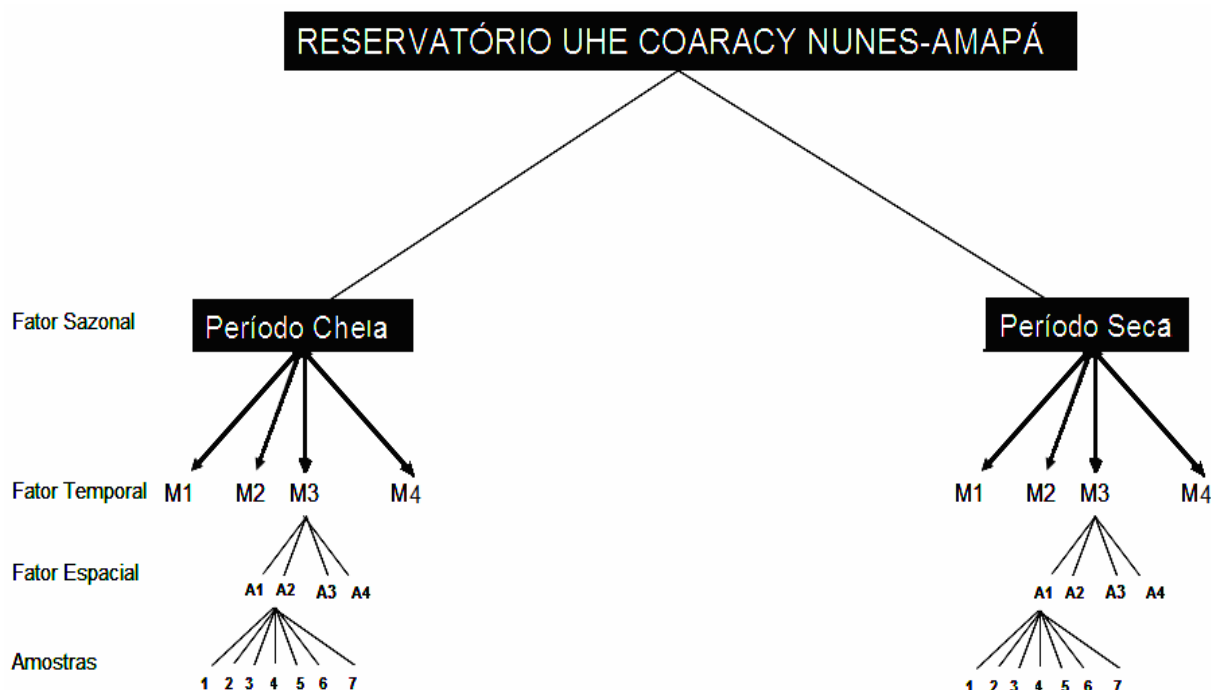 RESERVATÓRIO UHE COARACY NUNES-AMAPÁ
Fator Sazonal Período Cheia Período Seca
Fator Temporal M1 M2 M3 M4 M1 M2 M3 M4
Fator Espacial A1 A2 A3 A4 A1 A2 A3 A4
Amostras 1 2 3 4 5 6 7 1 2 3 4 5 6 7